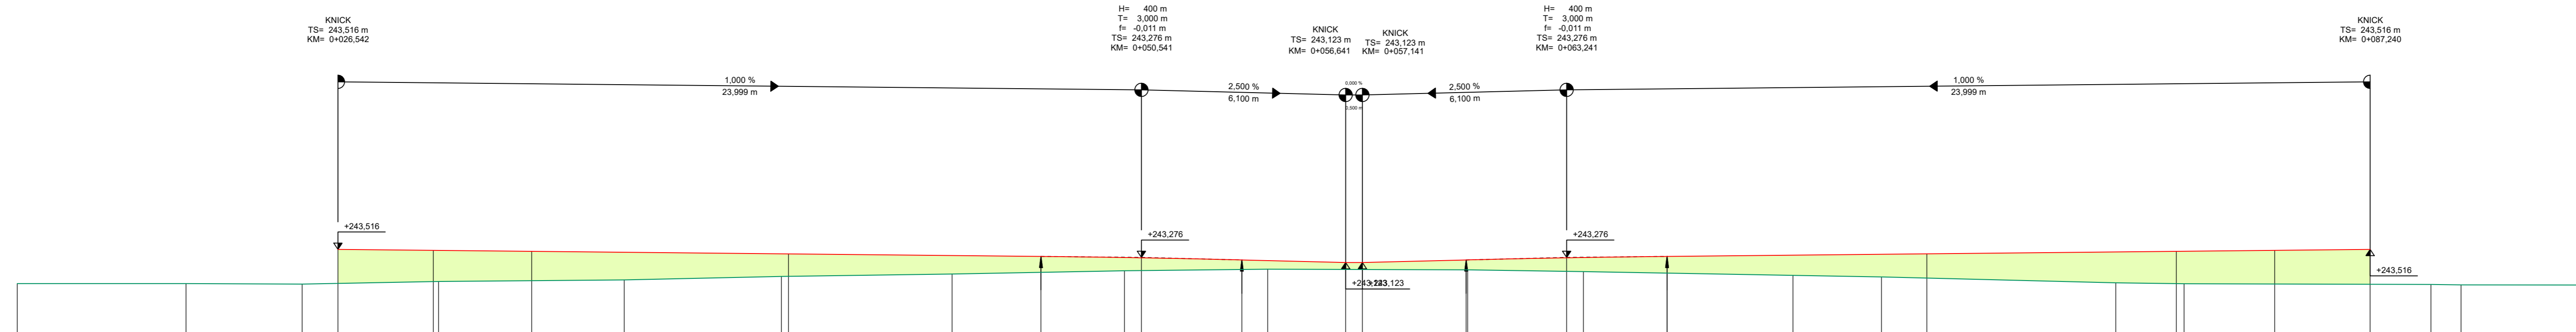 KNICK
TS= 243,516 m
KM= 0+026,542
H= 400 m
T= 3,000 m
f= -0,011 m
TS= 243,276 m
KM= 0+050,541
KNICK
TS= 243,123 m
KM= 0+056,641
KNICK
TS= 243,123 m
KM= 0+057,141
H= 400 m
T= 3,000 m
f= -0,011 m
TS= 243,276 m
KM= 0+063,241
KNICK
TS= 243,516 m
KM= 0+087,240
1,000 %
23,999 m
2,500 %
6,100 m
0,000 %
0,500 m
2,500 %
6,100 m
1,000 %
23,999 m
+243,516
+243,276
+243,123
+243,123
+243,276
+243,516